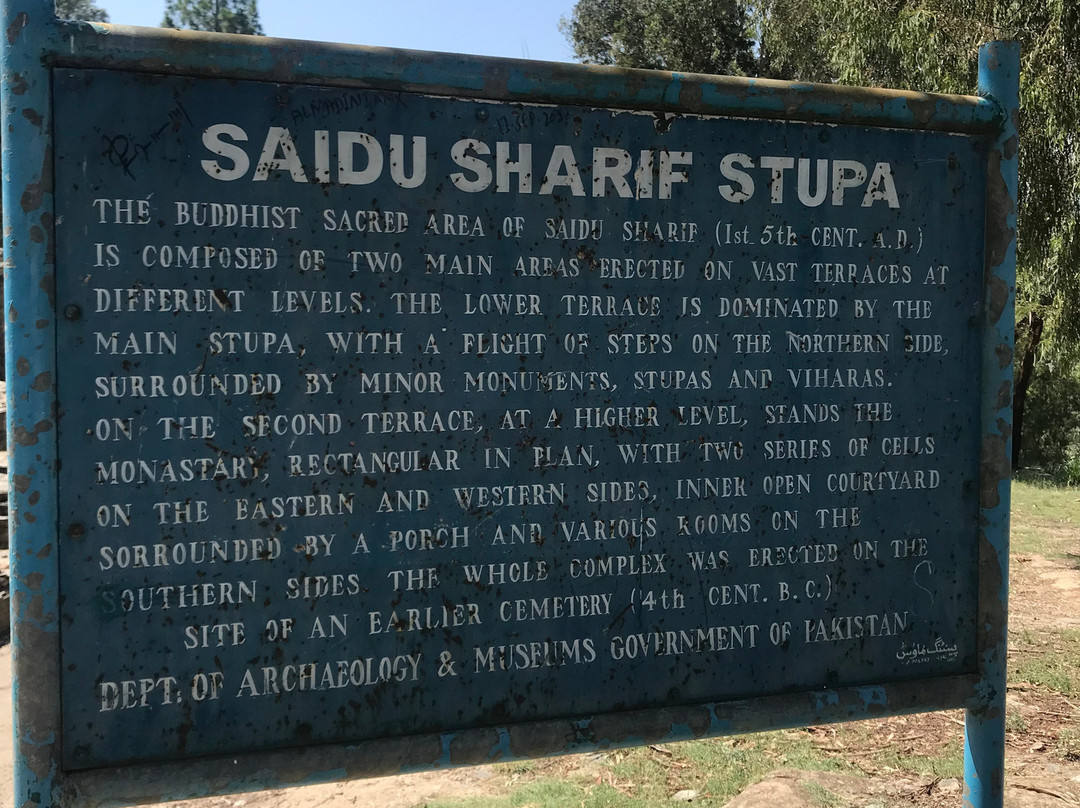 SAIDU SHARIF STUPA
THE BUDDHIST SACRED AREA OF SAIDU SHARIF (Ist 5th CENT. A.D.)
IS COMPOSED OF TWO MAIN AREAS ERECTED ON VAST TERRACES AT
DIFFERENT LEVELS. THE LOWER TERRACE IS DOMINATED BY THE
MAIN STUPA, WITH A FLIGHT OF STEPS ON THE NORTHERN SIDE,
SURROUNDED BY MINOR MONUMENTS, STUPAS AND VIHARAS.
ON THE SECOND TERRACE, AT A HIGHER LEVEL, STANDS THE
MONASTARY, RECTANGULAR IN PLAN, WITH TWO SERIES OF CELLS
ON THE EASTERN AND WESTERN SIDES, INNER OPEN COURTYARD
SORROUNDED BY A PORCH AND VARIOUS ROOMS ON THE
SOUTHERN SIDES. THE WHOLE COMPLEX WAS ERECTED ON THE
SITE OF AN EARLIER CEMETERY (4th CENT. B.C.)
DEPT. OF ARCHAEOLOGY & MUSEUMS GOVERNMENT OF PAKISTAN